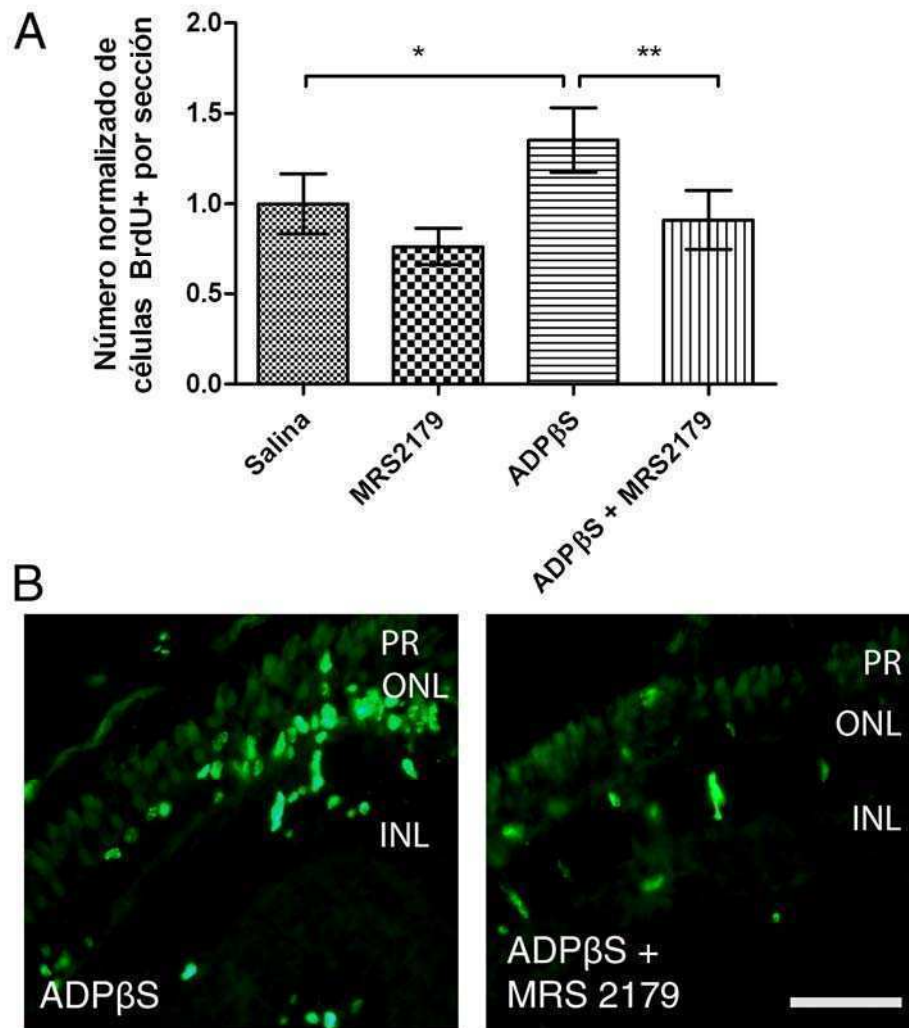 A
Número normalizado de
células BrdU+ por sección
2.0
1.5
1.0
0.5
0.0
*
**
Salina
MRS2179
ADPβS
ADPβS + MRS2179
B
PR
ONL
INL
ADPβS
PR
ONL
INL
ADPβS +
MRS 2179